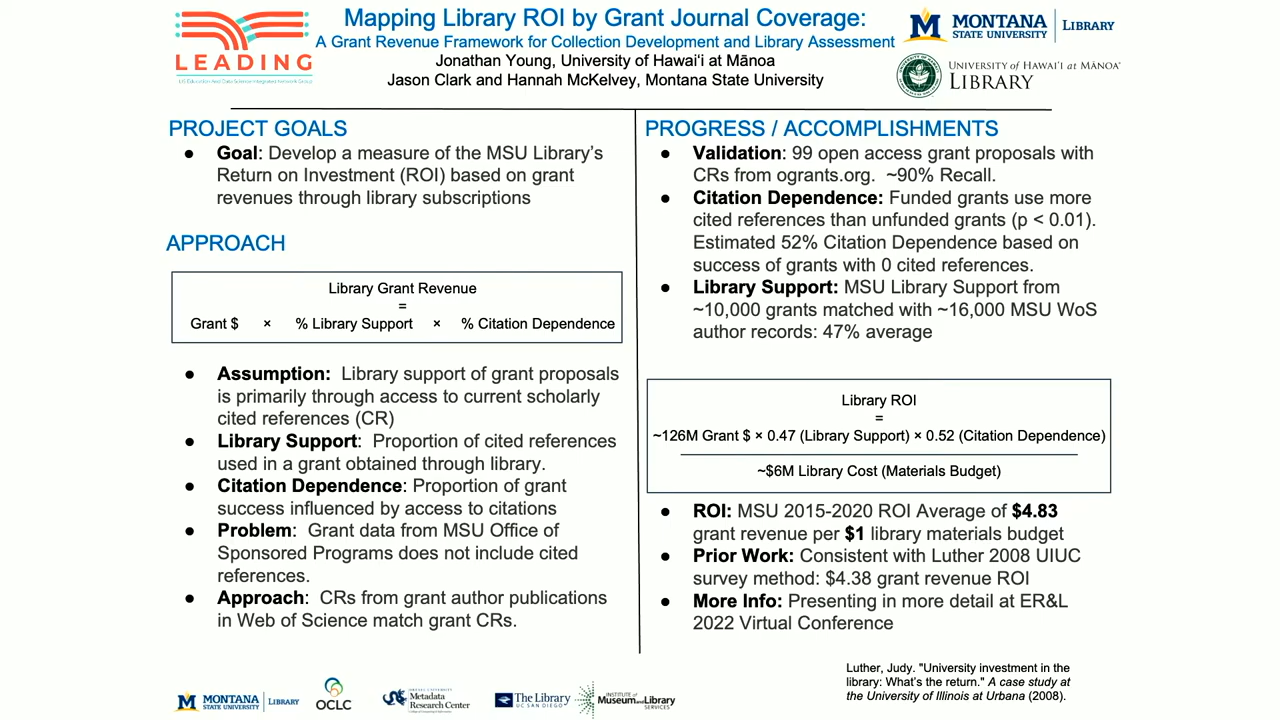 Mapping Library ROI by Grant Journal Coverage:
A Grant Revenue Framework for Collection Development and Library Assessment
Jonathan Young, University of Hawai‘i at Mānoa
Jason Clark and Hannah McKelvey, Montana State University
LEADING
MONTANA
STATE UNIVERSITY
LIBRARY
UNIVERSITY of HAWAI‘I at MĀNOA
LIBRARY
PROJECT GOALS
● Goal: Develop a measure of the MSU Library’s
Return on Investment (ROI) based on grant
revenues through library subscriptions
APPROACH
Library Grant Revenue
=
Grant $ × % Library Support × % Citation Dependence
● Assumption: Library support of grant proposals
is primarily through access to current scholarly
cited references (CR)
● Library Support: Proportion of cited references
used in a grant obtained through library.
● Citation Dependence: Proportion of grant
success influenced by access to citations
● Problem: Grant data from MSU Office of
Sponsored Programs does not include cited
references.
● Approach: CRs from grant author publications
in Web of Science match grant CRs.
PROGRESS / ACCOMPLISHMENTS
● Validation: 99 open access grant proposals with
CRs from ogrants.org. ~90% Recall.
● Citation Dependence: Funded grants use more
cited references than unfunded grants (p < 0.01).
Estimated 52% Citation Dependence based on
success of grants with 0 cited references.
● Library Support: MSU Library Support from
~10,000 grants matched with ~16,000 MSU WoS
author records: 47% average
Library ROI
=
~126M Grant $ × 0.47 (Library Support) × 0.52 (Citation Dependence)
~$6M Library Cost (Materials Budget)
● ROI: MSU 2015-2020 ROI Average of $4.83
grant revenue per $1 library materials budget
● Prior Work: Consistent with Luther 2008 UIUC
survey method: $4.38 grant revenue ROI
● More Info: Presenting in more detail at ER&L
2022 Virtual Conference
Luther, Judy. "University investment in the
library: What’s the return." A case study at
the University of Illinois at Urbana (2008).
MONTANA
STATE UNIVERSITY
LIBRARY
OCLC
Metadata
Research Center
The Library
UC SAN DIEGO
INSTITUTE of
Museum and Library
SERVICES